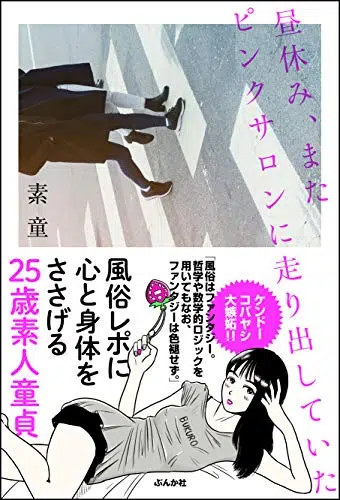 昼休み、また
ピンクサロンに走り出していた
素童
「風俗はファンタジー。
哲学や数学的ロジックを
用いてもなお、
ファンタジーは色褪せず。」
ケンドー
コバヤシ
大嫉妬!!
風俗レポに
心と身体を
ささげる
25歳素人童貞
BUKURO
ぶんか社